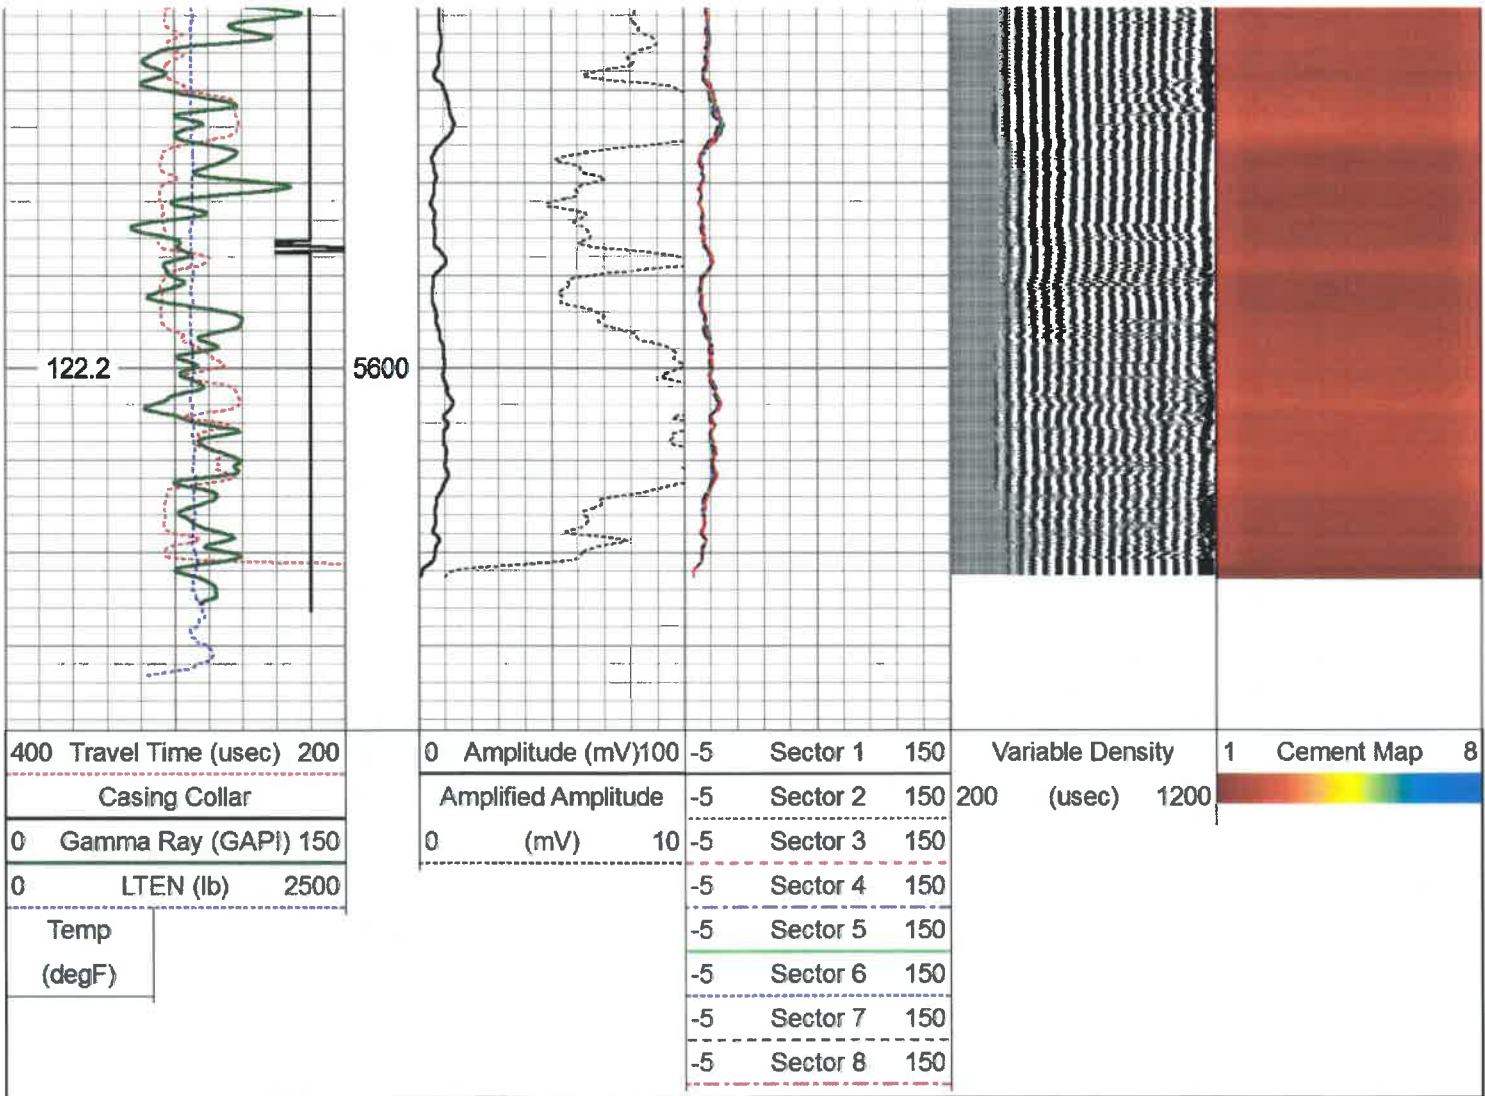 122.2 5600
400 Travel Time (usec) 200
Casing Collar
0 Gamma Ray (GAPI) 150
0 LTEN (lb) 2500
Temp
(degF)
0 Amplitude (mV) 100
Amplified Amplitude
0 (mV) 10
-5 Sector 1 150
-5 Sector 2 150
-5 Sector 3 150
-5 Sector 4 150
-5 Sector 5 150
-5 Sector 6 150
-5 Sector 7 150
-5 Sector 8 150
Variable Density
200 (usec) 1200
1 Cement Map 8